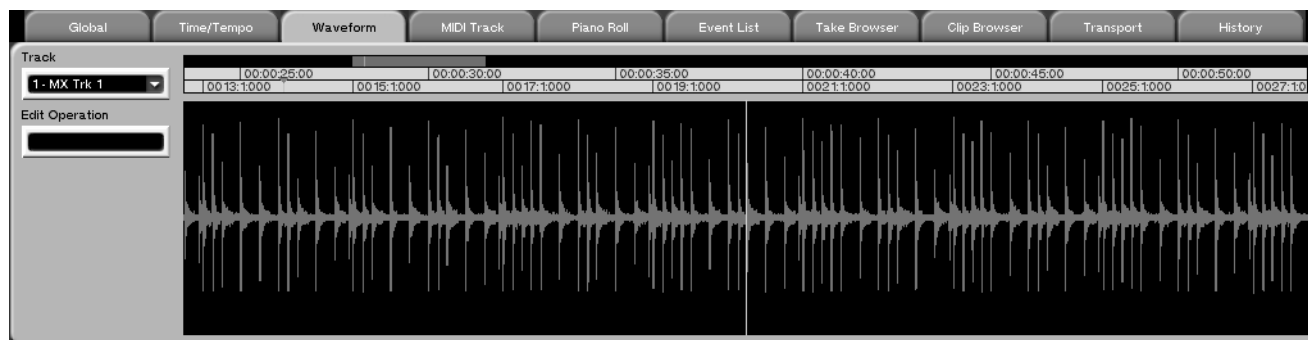 Global Time/Tempo Waveform MIDI Track Piano Roll Event List Take Browser Clip Browser Transport History
Track
1- MX Trk 1
00:00:25:00 00:00:30:00 00:00:35:00 00:00:40:00 00:00:45:00 00:00:50:00
0013:1:000 0015:1:000 0017:1:000 0019:1:000 0021:1:000 0023:1:000 0025:1:000 0027:1:0
Edit Operation